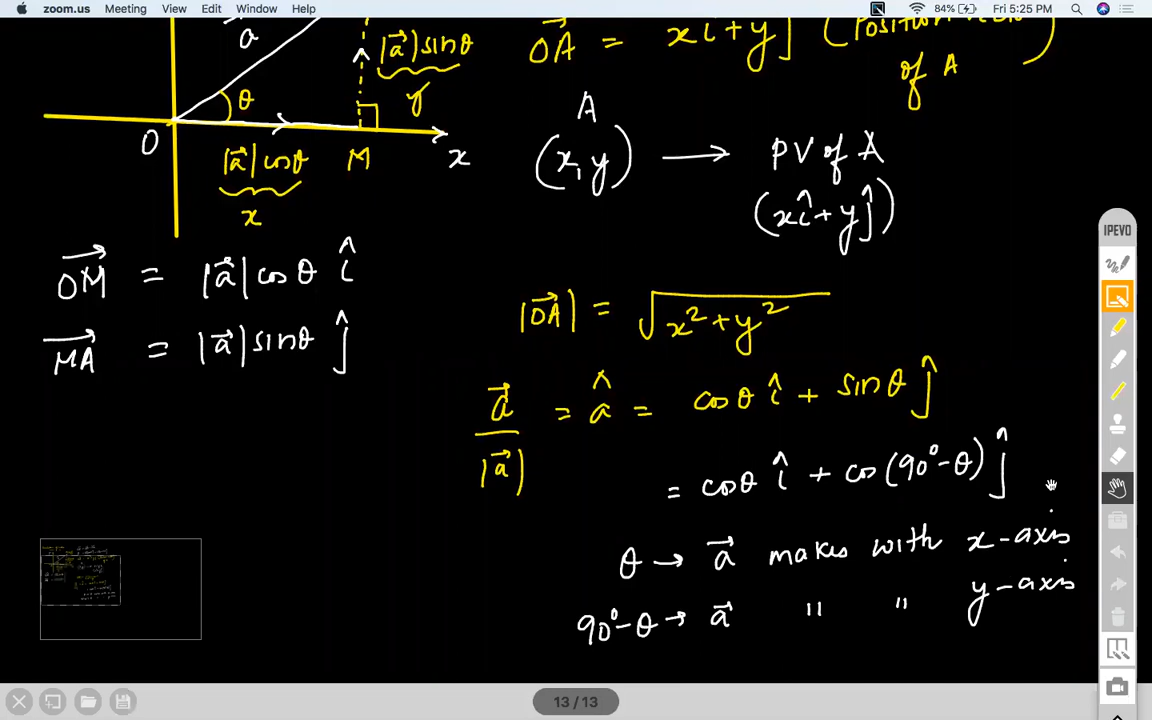 zoom.us Meeting View Edit Window Help
84% Fri 5:25 PM
a
|a⃗| sinθ
y
θ
O
|a⃗| cosθ
x
M
x
OA⃗ = xî + yĵ (Position
of A
A
(x, y) → PV of A
(xî + yĵ)
OM⃗ = |a⃗| cosθ î
MA⃗ = |a⃗| sinθ ĵ
|OA⃗| = √x² + y²
a⃗ / |a⃗| = â = cosθ î + sinθ ĵ
= cosθ î + cos(90° - θ) ĵ
θ → a⃗ makes with x-axis
90° - θ → a⃗ " " y-axis
IPEVO
13 / 13